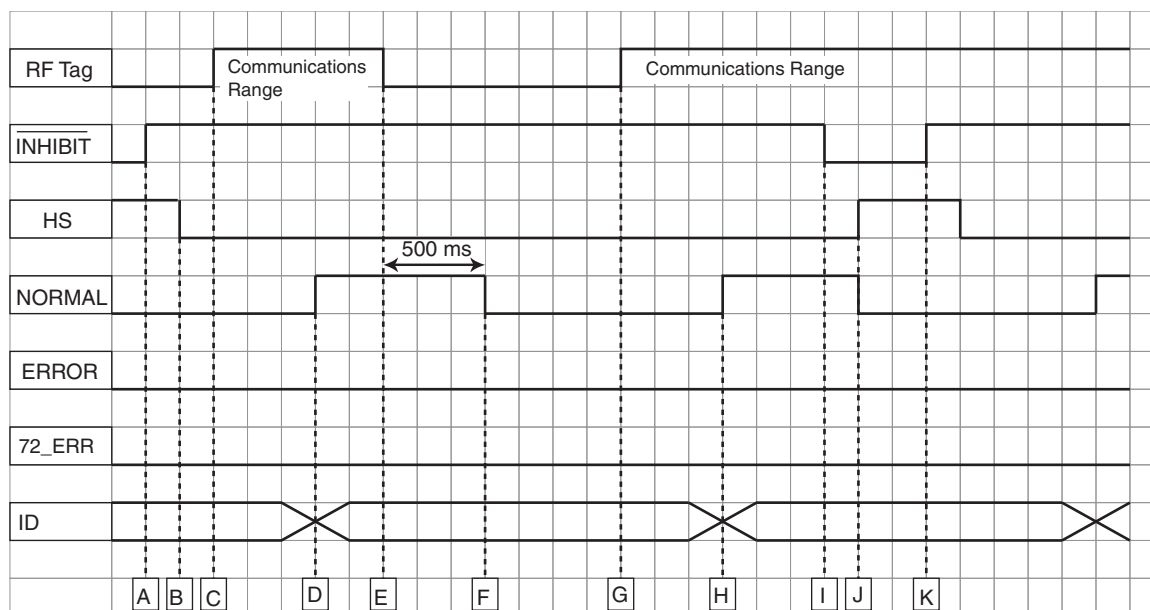 RF Tag
Communications
Range
Communications Range
INHIBIT
HS
500 ms
NORMAL
ERROR
72_ERR
ID
A B C D E F G H I J K